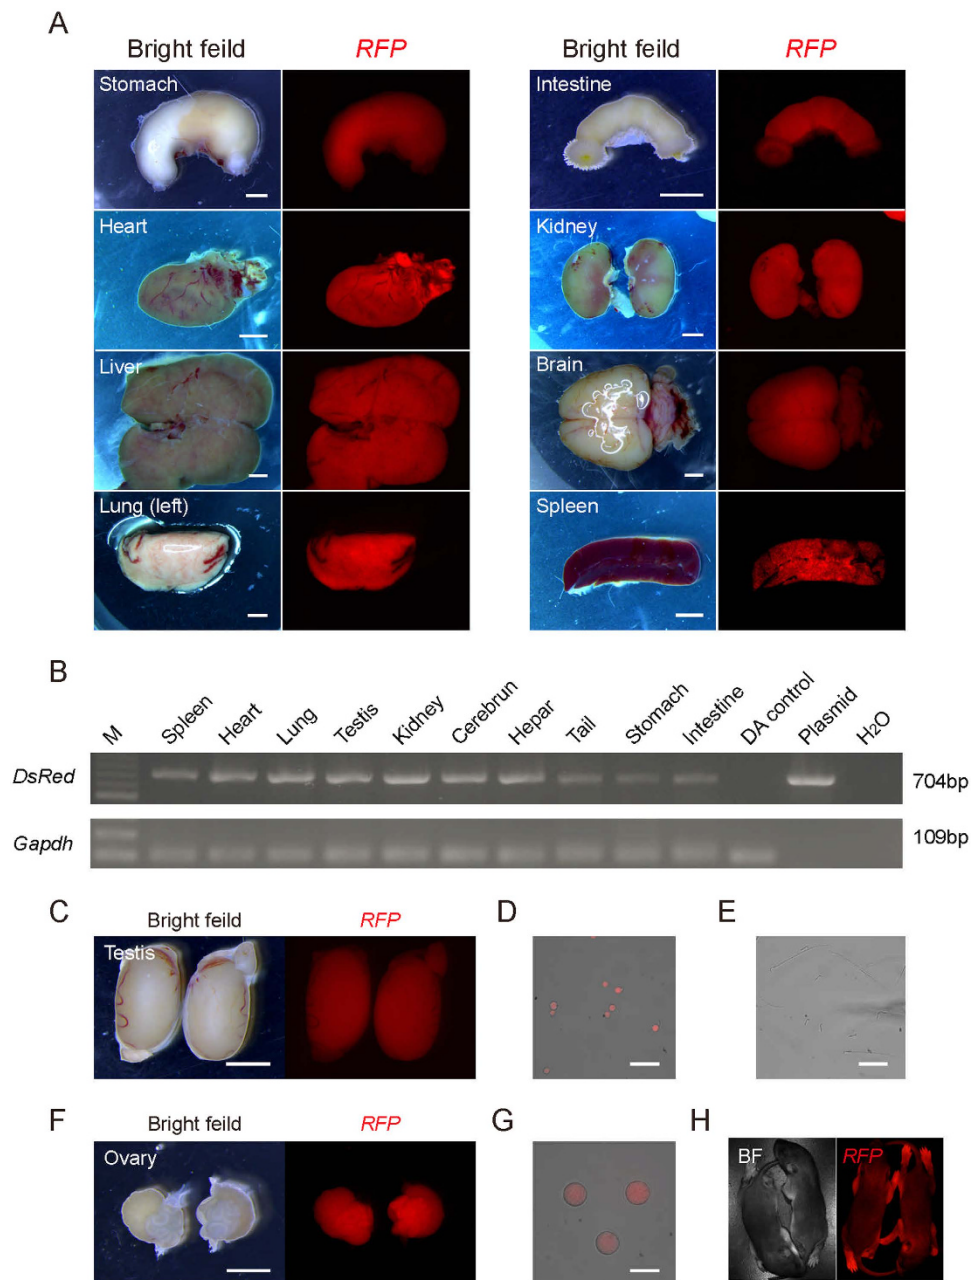 A
Bright feild RFP Bright feild RFP
Stomach Intestine
Heart Kidney
Liver Brain
Lung (left) Spleen
B
M Spleen Heart Lung Testis Kidney Cerebrun Hepar Tail Stomach Intestine DA control Plasmid H2O
DsRed 704bp
Gapdh 109bp
C Bright feild RFP D E
Testis
F Bright feild RFP G H
Ovary BF RFP